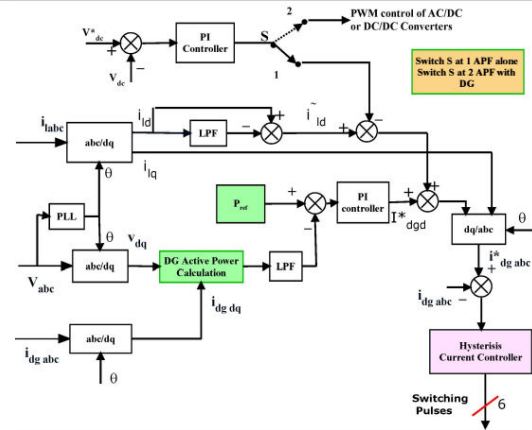 V*dc
+
−
Vdc
PI
Controller
S
2
1
PWM control of AC/DC
or DC/DC Converters
Switch S at 1 APF alone
Switch S at 2 APF with
DG
ilabc
abc/dq
ild
LPF
−
+
ĩld
+
−
ilq
θ
PLL
θ
Vabc
abc/dq
vdq
DG Active Power
Calculation
LPF
Pref
+
−
PI
controller
+
+
I*dgd
dq/abc
θ
i*dg abc
+
idg abc
−
idg dq
idg abc
abc/dq
θ
Hysterisis
Current Controller
Switching
Pulses
6